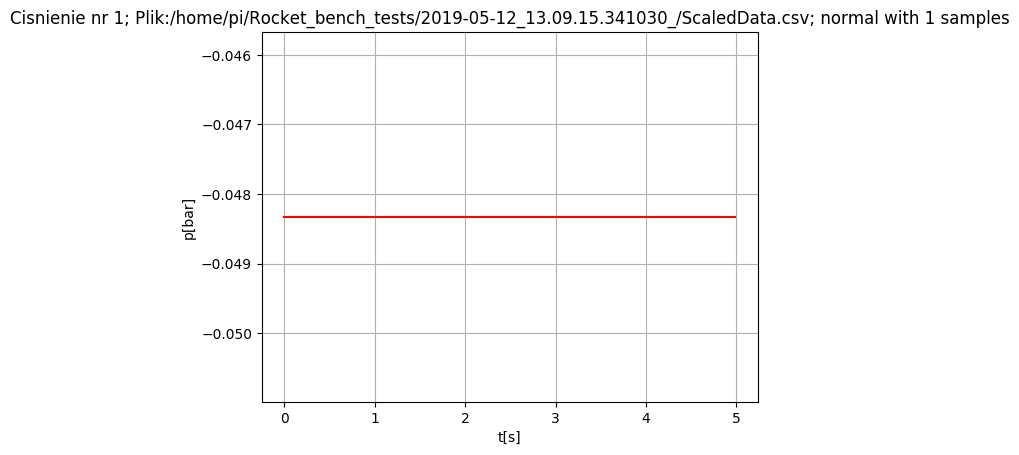 Cisnienie nr 1; Plik:/home/pi/Rocket_bench_tests/2019-05-12_13.09.15.341030_/ScaledData.csv; normal with 1 samples
−0.046
−0.047
−0.048
−0.049
−0.050
p[bar]
0 1 2 3 4 5
t[s]